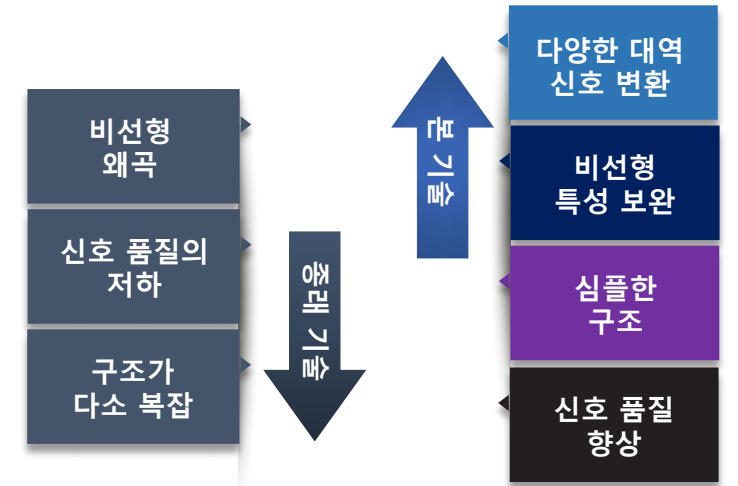 비선형
왜곡
신호 품질의
저하
구조가
다소 복잡
종래 기술
본 기술
다양한 대역
신호 변환
비선형
특성 보완
심플한
구조
신호 품질
향상